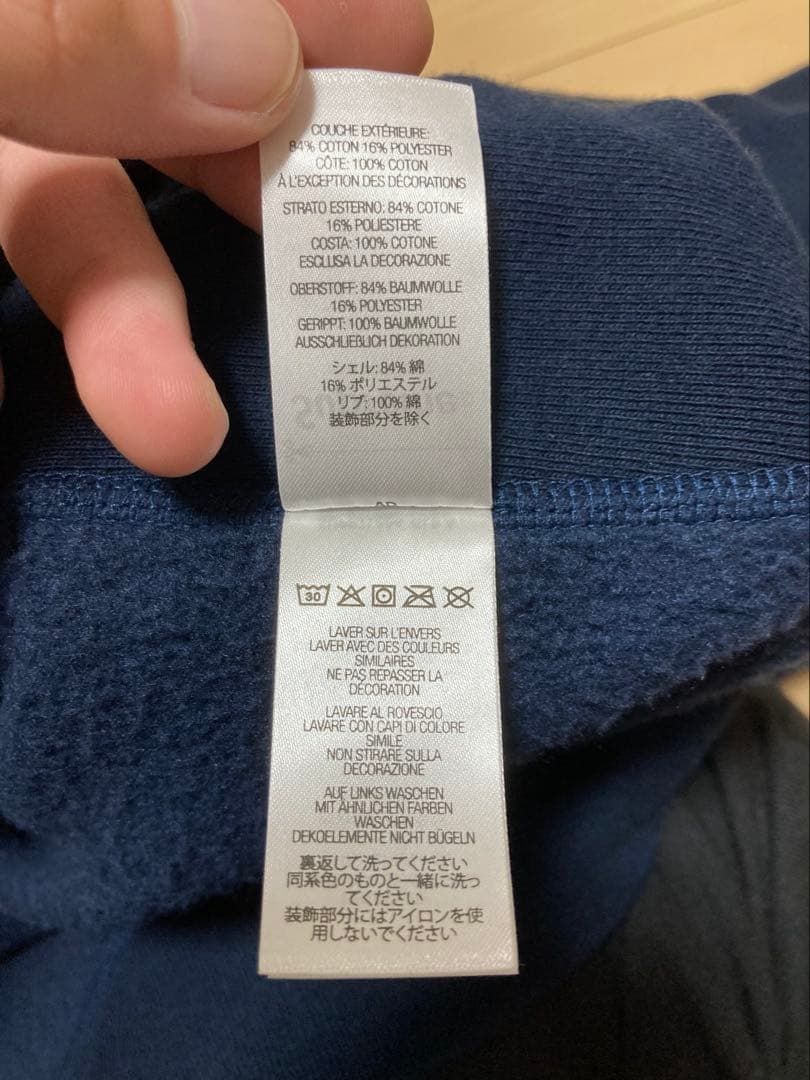 COUCHE EXTÉRIEURE:
84% COTON 16% POLYESTER
CÔTE: 100% COTON
À L'EXCEPTION DES DÉCORATIONS
STRATO ESTERNO: 84% COTONE
16% POLIESTERE
COSTA: 100% COTONE
ESCLUSA LA DECORAZIONE
OBERSTOFF: 84% BAUMWOLLE
16% POLYESTER
GERIPPT: 100% BAUMWOLLE
AUSSCHLIEßLICH DEKORATION
シェル: 84% 綿
16% ポリエステル
リブ: 100% 綿
装飾部分を除く
30
LAVER SUR L'ENVERS
LAVER AVEC DES COULEURS
SIMILAIRES
NE PAS REPASSER LA
DÉCORATION
LAVARE AL ROVESCIO
LAVARE CON CAPI DI COLORE
SIMILE
NON STIRARE SULLA
DECORAZIONE
AUF LINKS WASCHEN
MIT ÄHNLICHEN FARBEN
WASCHEN
DEKOELEMENTE NICHT BÜGELN
裏返して洗ってください
同系色のものと一緒に洗っ
てください
装飾部分にはアイロンを使
用しないでください